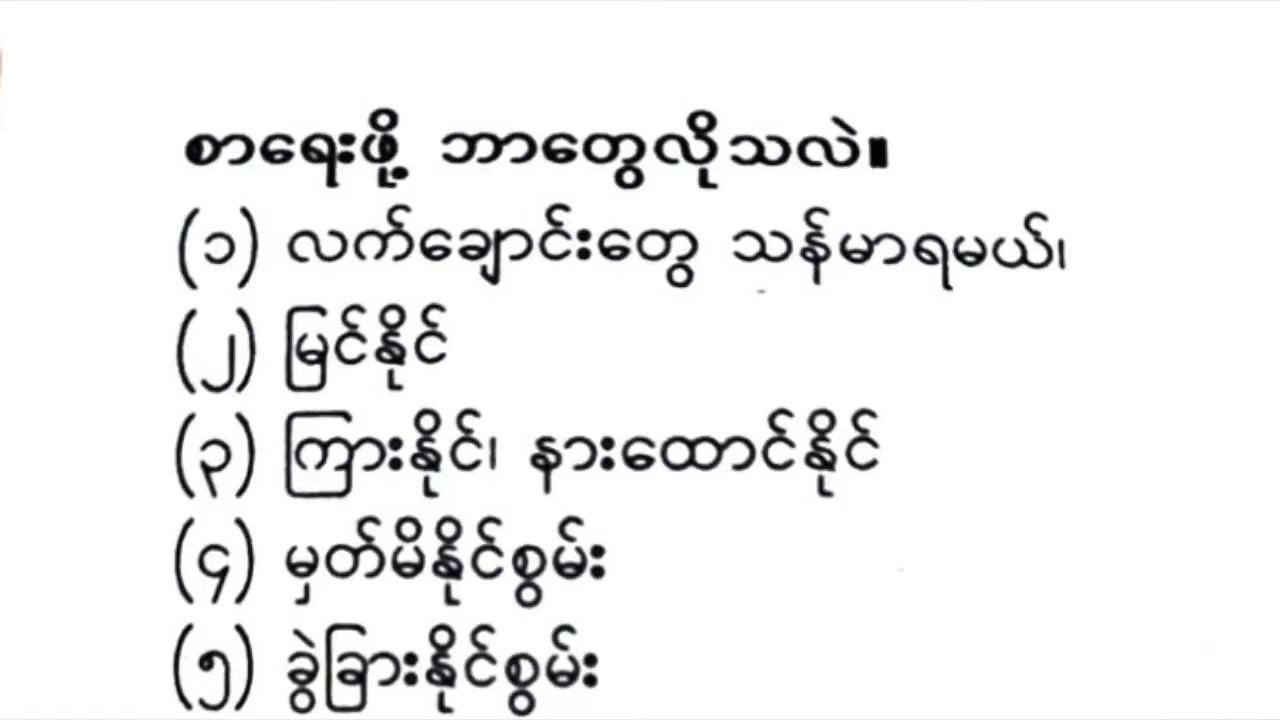 စာရေးဖို့ ဘာတွေလိုသလဲ။
(၁) လက်ချောင်းတွေ သန်မာရမယ်၊
(၂) မြင်နိုင်
(၃) ကြားနိုင်၊ နားထောင်နိုင်
(၄) မှတ်မိနိုင်စွမ်း
(၅) ခွဲခြားနိုင်စွမ်း